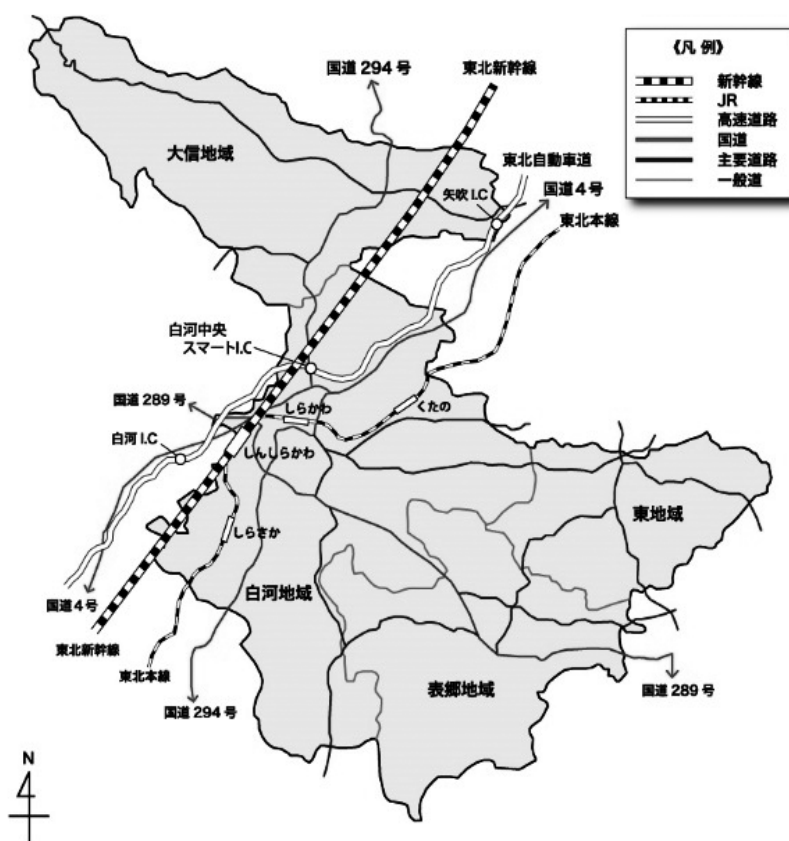 《凡 例》
新幹線
JR
高速道路
国道
主要道路
一般道
国道 294 号
東北新幹線
大信地域
東北自動車道
矢吹 I.C
国道 4 号
東北本線
白河中央
スマートI.C
国道 289 号
しらかわ
くたの
白河 I.C
しんしらかわ
東地域
しらさか
白河地域
国道4号
東北新幹線
東北本線
表郷地域
国道 289 号
国道 294 号
N